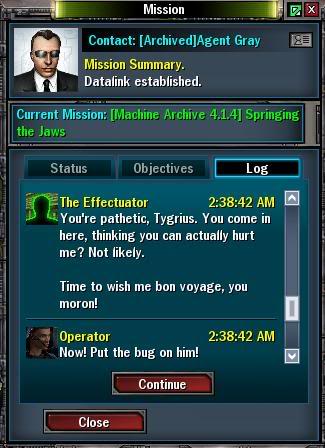 Mission
Contact: [Archived]Agent Gray
Mission Summary.
Datalink established.
Current Mission: [Machine Archive 4.1.4] Springing
the Jaws
Status
Objectives
Log
The Effectuator 2:38:42 AM
You're pathetic, Tygrius. You come in
here, thinking you can actually hurt
me? Not likely.
Time to wish me bon voyage, you
moron!
Operator 2:38:42 AM
Now! Put the bug on him!
Continue
Close